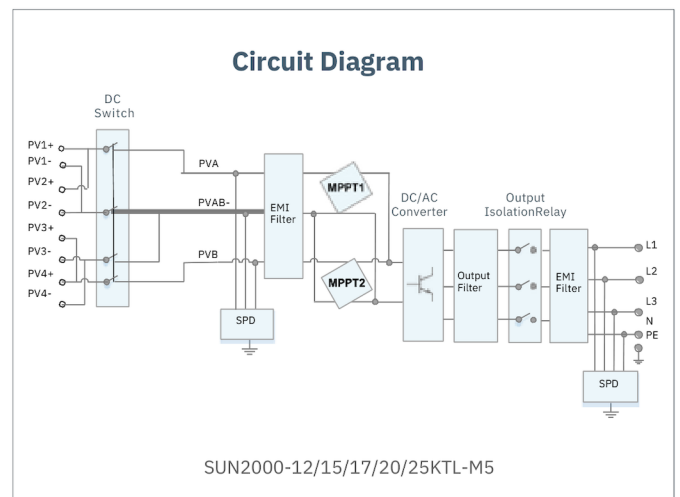 Circuit Diagram
DC
Switch
PV1+
PV1-
PV2+
PV2-
PV3+
PV3-
PV4+
PV4-
PVA
PVAB-
PVB
EMI
Filter
MPPT1
MPPT2
SPD
DC/AC
Converter
Output
Filter
Output
IsolationRelay
EMI
Filter
L1
L2
L3
N
PE
SPD
SUN2000-12/15/17/20/25KTL-M5